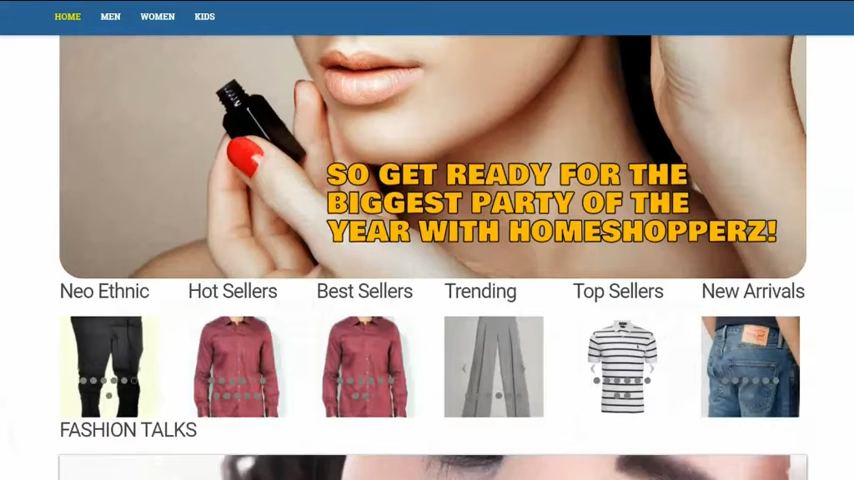 HOME MEN WOMEN KIDS
SO GET READY FOR THE
BIGGEST PARTY OF THE
YEAR WITH HOMESHOPPERZ!
Neo Ethnic Hot Sellers Best Sellers Trending Top Sellers New Arrivals
FASHION TALKS